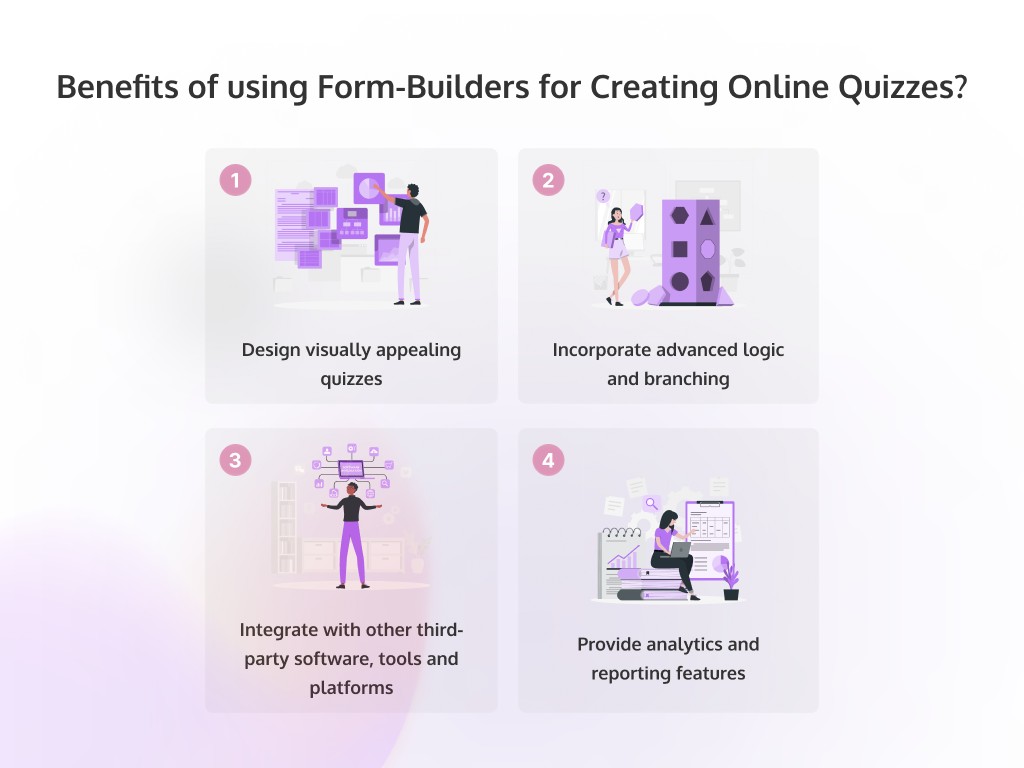 Benefits of using Form-Builders for Creating Online Quizzes?
1
Design visually appealing
quizzes
2
?
Incorporate advanced logic
and branching
3
Integrate with other third-
party software, tools and
platforms
4
Provide analytics and
reporting features